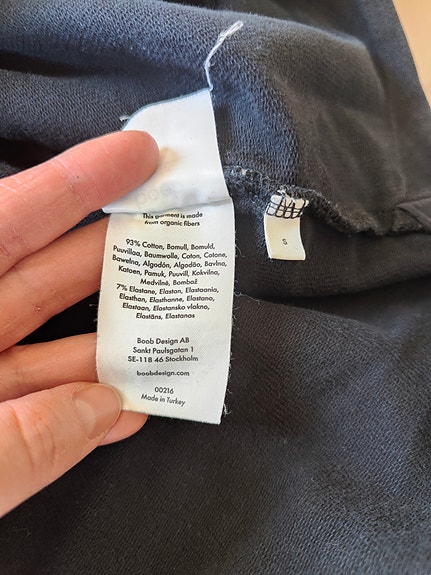 This garment is made
from organic fibers
93% Cotton, Bomull, Bomuld,
Puuvillaa, Baumwolle, Coton, Cotone,
Bawełna, Algodón, Algodão, Bavlna,
Katoen, Pamuk, Puuvill, Kokvilna,
Medvilnė, Bombaž
7% Elastane, Elastan, Elastaania,
Elasthan, Elasthanne, Elastano,
Elastaan, Elastansko vlakno,
Elastāns, Elastanas
Boob Design AB
Sankt Paulsgatan 1
SE-118 46 Stockholm
boobdesign.com
00216
Made in Turkey
S